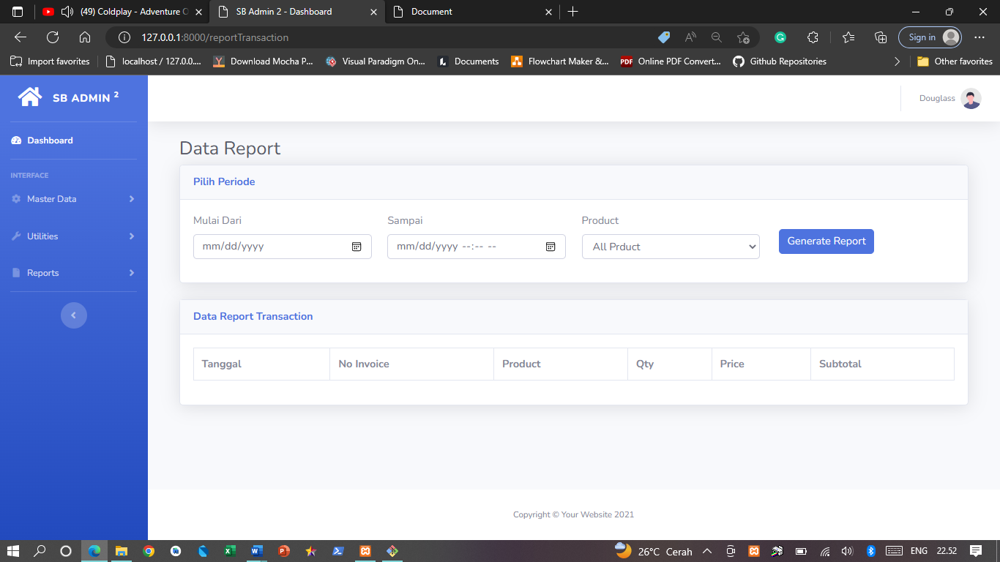 (49) Coldplay - Adventure O
SB Admin 2 - Dashboard
Document
127.0.0.1:8000/reportTransaction
Sign in
Import favorites
localhost / 127.0.0....
Download Mocha P...
Visual Paradigm On...
Documents
Flowchart Maker &...
Online PDF Convert...
Github Repositories
Other favorites
SB ADMIN 2
Douglass
Dashboard
INTERFACE
Master Data
Utilities
Reports
Data Report
Pilih Periode
Mulai Dari
Sampai
Product
mm/dd/yyyy
mm/dd/yyyy --:-- --
All Prduct
Generate Report
Data Report Transaction
Tanggal
No Invoice
Product
Qty
Price
Subtotal
Copyright © Your Website 2021
26°C Cerah
ENG
22.52